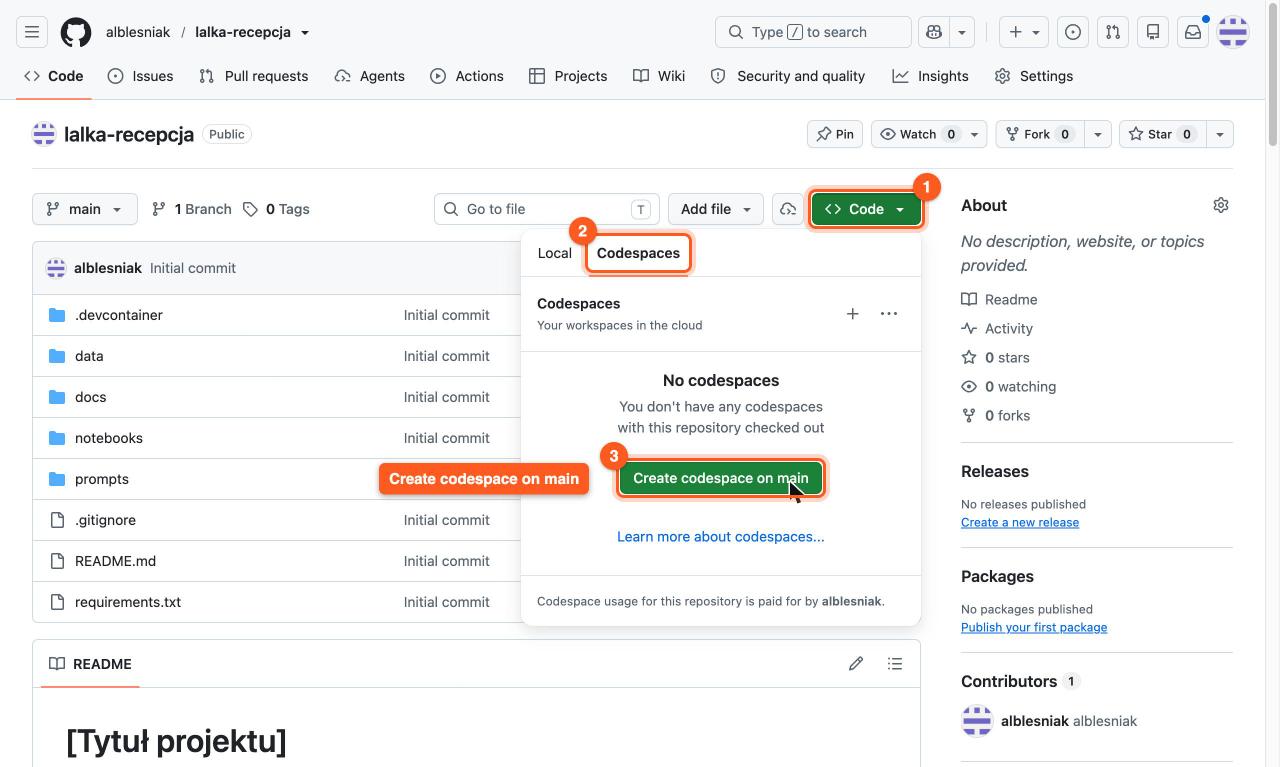 alblesniak / lalka-recepcja
Type / to search
Code Issues Pull requests Agents Actions Projects Wiki Security and quality Insights Settings
lalka-recepcja Public
Pin Watch 0 Fork 0 Star 0
1
main 1 Branch 0 Tags Go to file T Add file Code
2
Local Codespaces
alblesniak Initial commit
.devcontainer Initial commit
data Initial commit
docs Initial commit
notebooks Initial commit
prompts Initial commit
.gitignore Initial commit
README.md Initial commit
requirements.txt Initial commit
Codespaces
Your workspaces in the cloud
No codespaces
You don't have any codespaces
with this repository checked out
3
Create codespace on main
Create codespace on main
Learn more about codespaces...
Codespace usage for this repository is paid for by alblesniak.
README
[Tytuł projektu]
About
No description, website, or topics
provided.
Readme
Activity
0 stars
0 watching
0 forks
Releases
No releases published
Create a new release
Packages
No packages published
Publish your first package
Contributors 1
alblesniak alblesniak